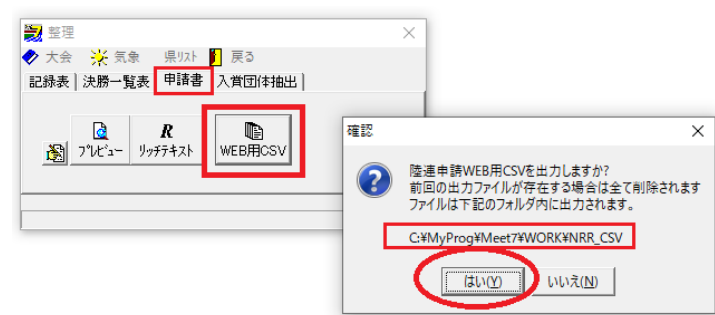 整理
大会 気象 県リスト 戻る
記録表 決勝一覧表 申請書 入賞団体抽出
R
プレビュー リッチテキスト WEB用CSV
確認
陸連申請WEB用CSVを出力しますか?
前回の出力ファイルが存在する場合は全て削除されます
ファイルは下記のフォルダ内に出力されます。
C:¥MyProg¥Meet7¥WORK¥NRR_CSV
はい(Y) いいえ(N)